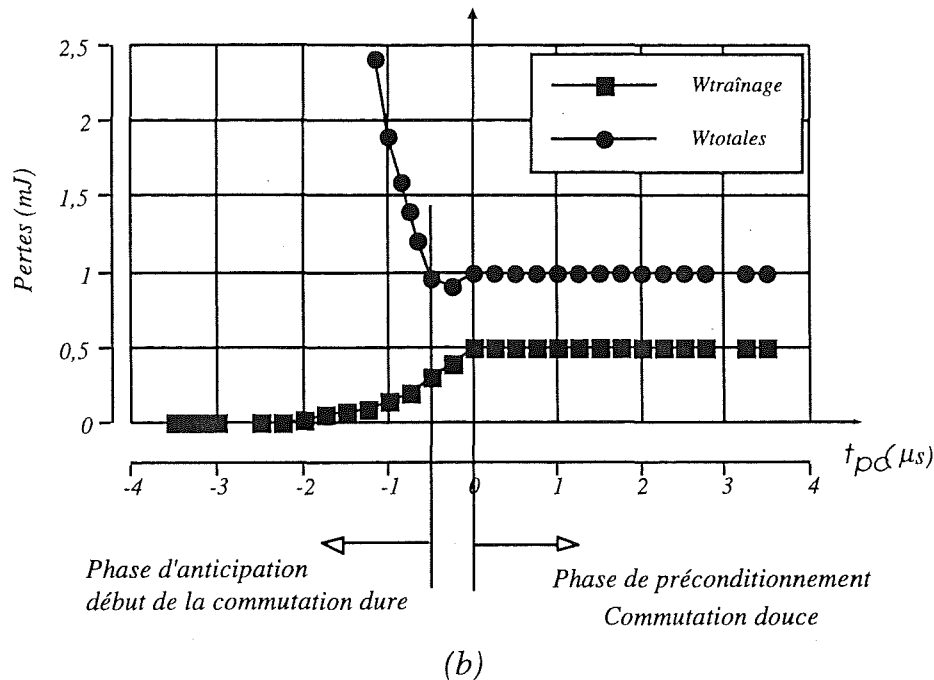 2,5
2
1,5
1
0,5
0
Pertes (mJ)
Wtraînage
Wtotales
-4 -3 -2 -1 0 1 2 3 4
tpd(μs)
Phase d'anticipation
début de la commutation dure
Phase de préconditionnement
Commutation douce
(b)